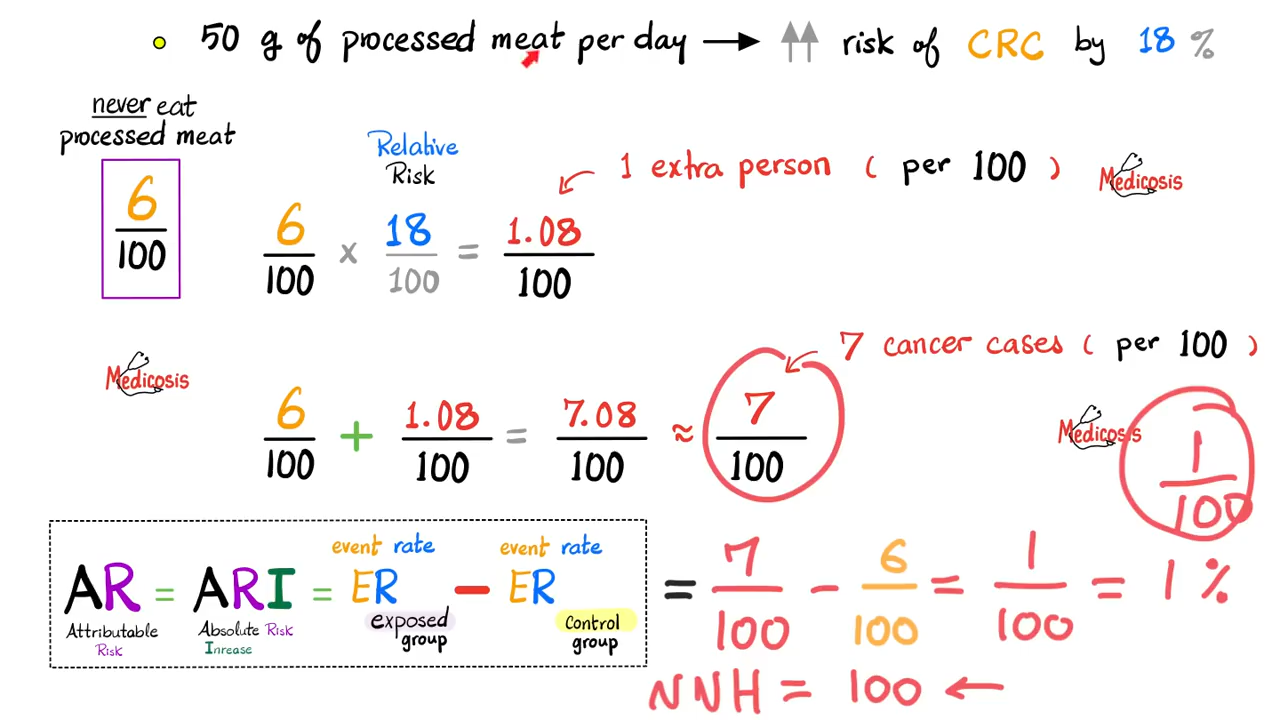 50 g of processed meat per day → ↑↑ risk of CRC by 18 %
never eat
processed meat
6
100
Relative
Risk
6/100 x 18/100 = 1.08/100
1 extra person ( per 100 )
Medicosis
7 cancer cases ( per 100 )
Medicosis
6/100 + 1.08/100 = 7.08/100 ≈ 7/100
Medicosis
1
100
AR = ARI = ER − ER
Attributable
Risk
Absolute Risk
Inrease
event rate
exposed
group
event rate
control
group
= 7/100 − 6/100 = 1/100 = 1 %
NNH = 100 ←